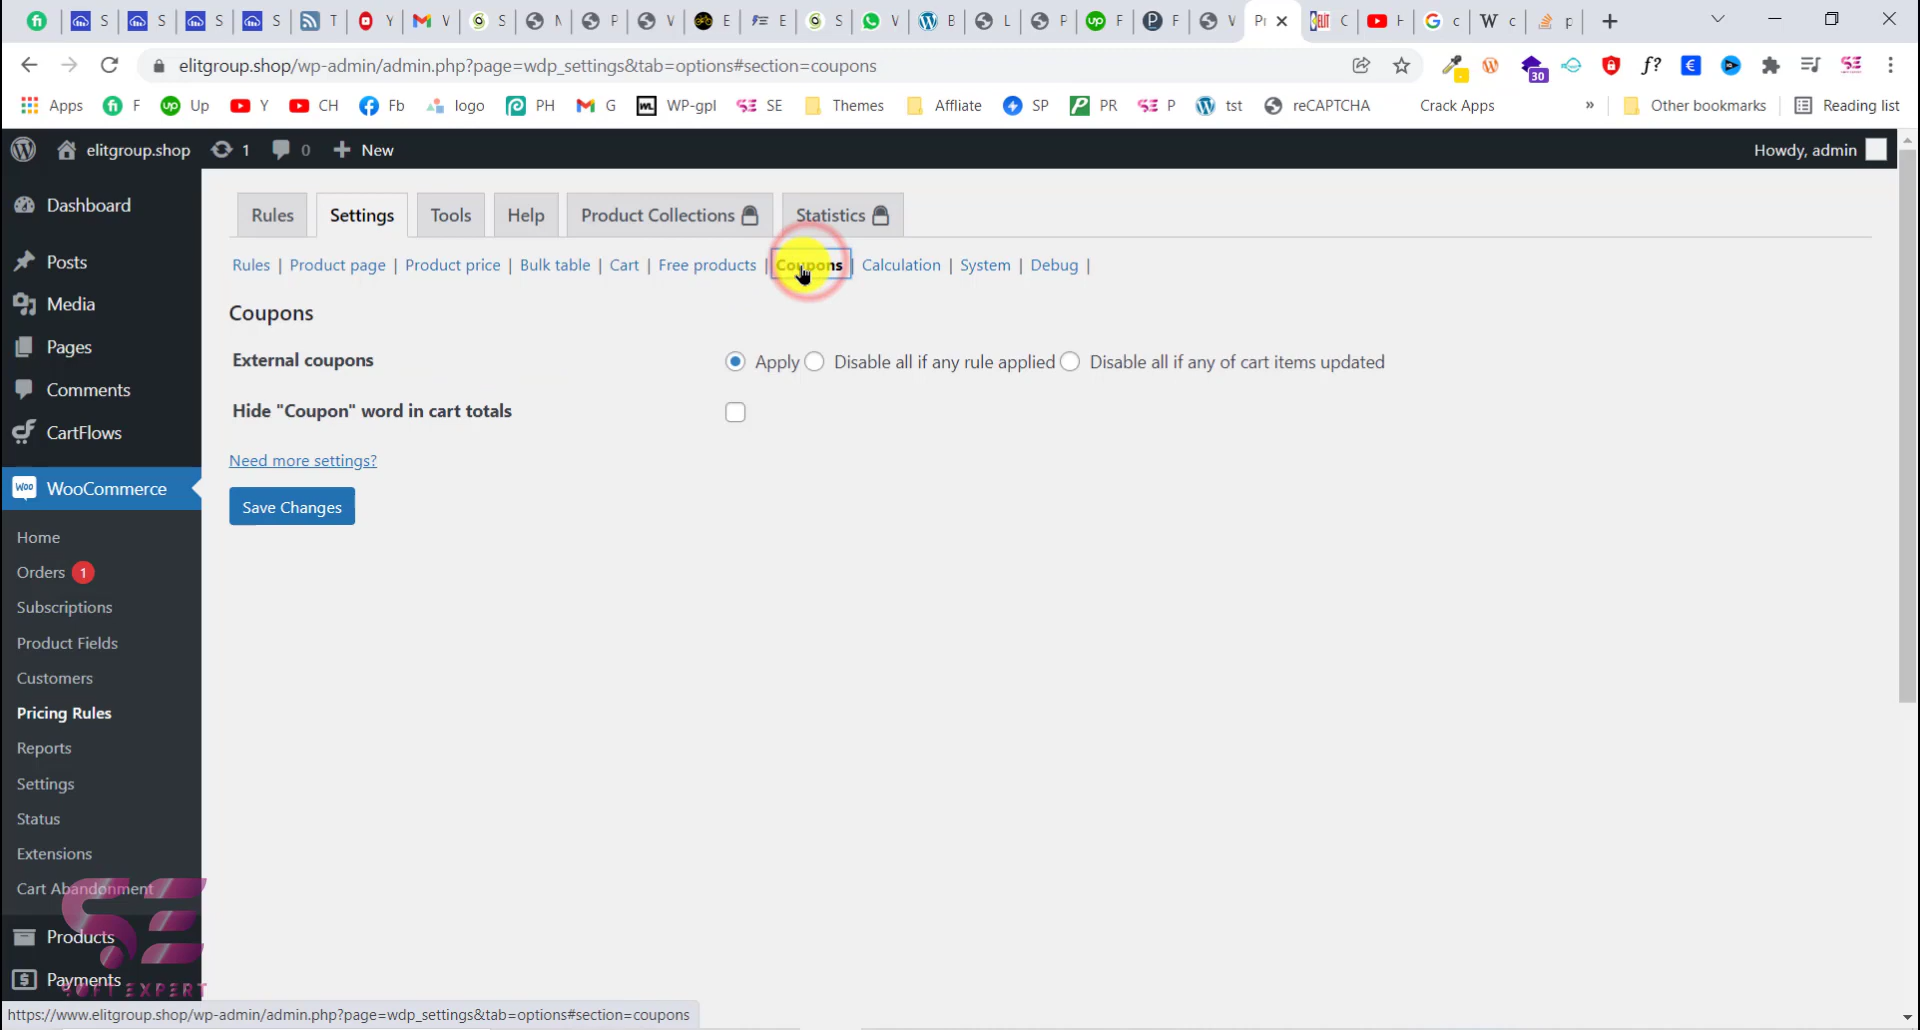 S S S S T Y V S N P V E E S V B L P F F V Pr C H c c p
elitgroup.shop/wp-admin/admin.php?page=wdp_settings&tab=options#section=coupons
30 f?
Apps F Up Y CH Fb logo PH G WP-gpl SE Themes Affliate SP PR P tst reCAPTCHA Crack Apps » Other bookmarks Reading list
elitgroup.shop 1 0 New Howdy, admin
Dashboard
Posts
Media
Pages
Comments
CartFlows
WooCommerce
Home
Orders 1
Subscriptions
Product Fields
Customers
Pricing Rules
Reports
Settings
Status
Extensions
Cart Abandonment
Products
Payments
SOFT EXPERT
Rules Settings Tools Help Product Collections Statistics
Rules | Product page | Product price | Bulk table | Cart | Free products | Coupons | Calculation | System | Debug |
Coupons
External coupons Apply Disable all if any rule applied Disable all if any of cart items updated
Hide "Coupon" word in cart totals
Need more settings?
Save Changes
https://www.elitgroup.shop/wp-admin/admin.php?page=wdp_settings&tab=options#section=coupons